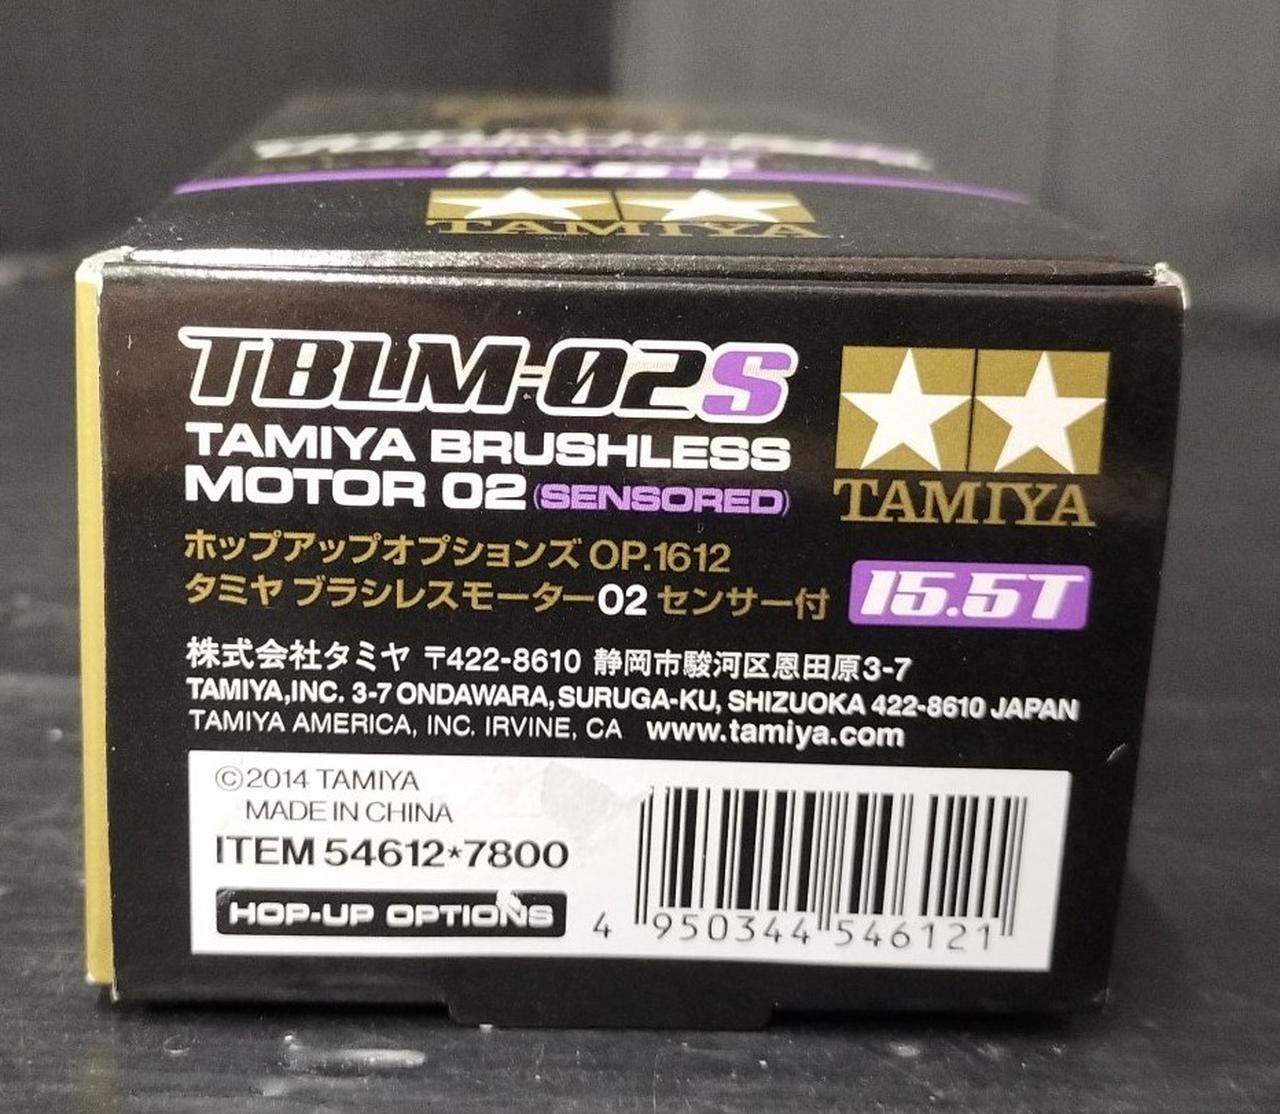 15.5T
TAMIYA
TBLM-02S
TAMIYA BRUSHLESS
MOTOR 02 (SENSORED)
TAMIYA
ホップアップオプションズ OP.1612
タミヤ ブラシレスモーター02 センサー付
15.5T
株式会社タミヤ 〒422-8610 静岡市駿河区恩田原3-7
TAMIYA,INC. 3-7 ONDAWARA, SURUGA-KU, SHIZUOKA 422-8610 JAPAN
TAMIYA AMERICA, INC. IRVINE, CA www.tamiya.com
©2014 TAMIYA
MADE IN CHINA
ITEM 54612*7800
HOP-UP OPTIONS
4 950344 546121